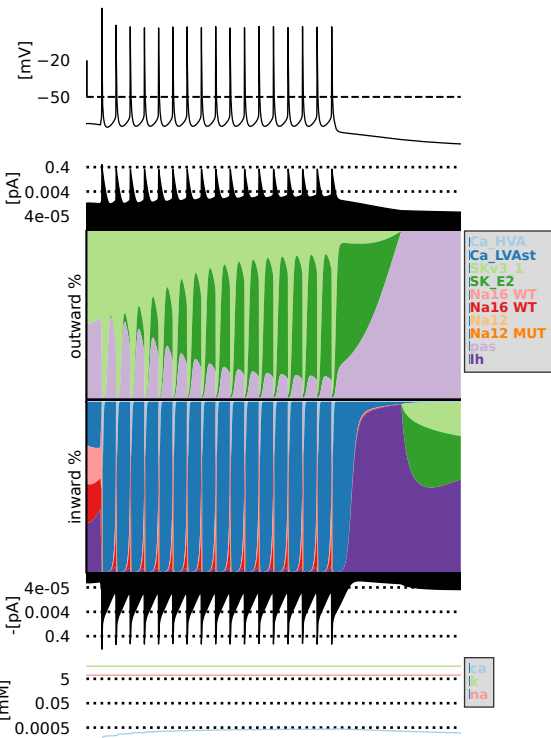 [mV]
−20
−50
[pA]
0.4
0.004
4e-05
outward %
Ca_HVA
Ca_LVAst
SKv3_1
SK_E2
Na16 WT
Na16 WT
Na12
Na12 MUT
pas
Ih
inward %
-[pA]
4e-05
0.004
0.4
[mM]
5
0.05
0.0005
ca
k
na